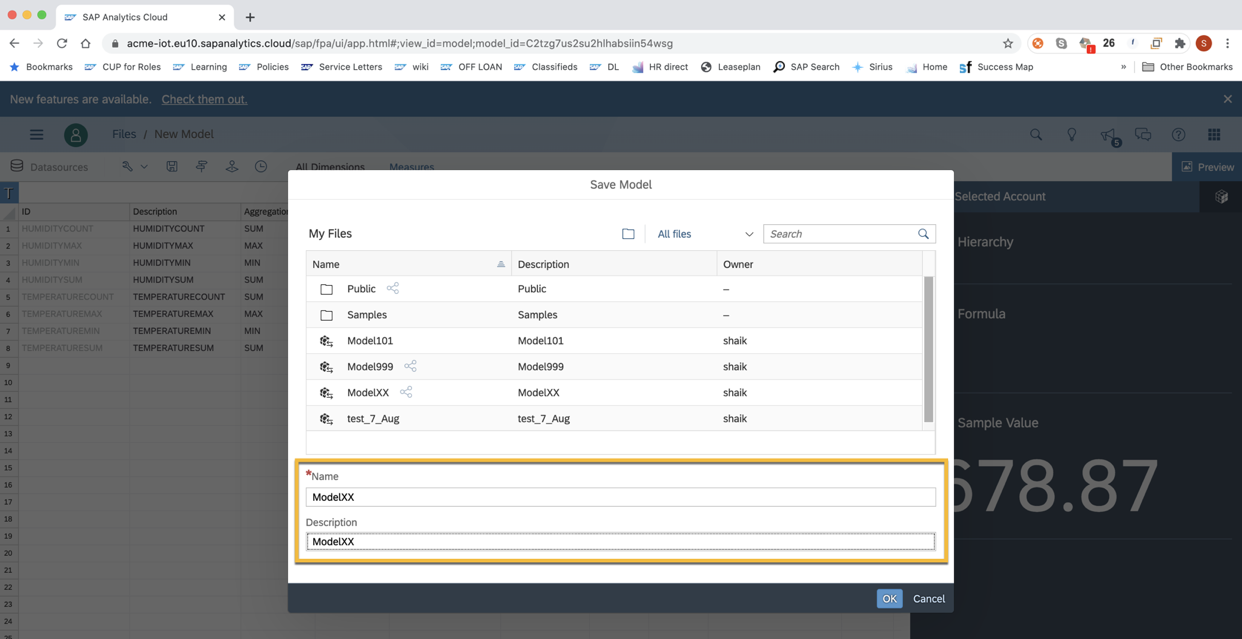 SAP Analytics Cloud
acme-iot.eu10.sapanalytics.cloud/sap/fpa/ui/app.html#;view_id=model;model_id=C2tzg7us2su2hlhabsiin54wsg
26
S
Bookmarks CUP for Roles Learning Policies Service Letters wiki OFF LOAN Classifieds DL HR direct Leaseplan SAP Search Sirius Home Success Map » Other Bookmarks
New features are available. Check them out.
Files / New Model
5
Datasources All Dimensions Measures Preview
Save Model
ID Description Aggregation
1 HUMIDITYCOUNT HUMIDITYCOUNT SUM
2 HUMIDITYMAX HUMIDITYMAX MAX
3 HUMIDITYMIN HUMIDITYMIN MIN
4 HUMIDITYSUM HUMIDITYSUM SUM
5 TEMPERATURECOUNT TEMPERATURECOUNT SUM
6 TEMPERATUREMAX TEMPERATUREMAX MAX
7 TEMPERATUREMIN TEMPERATUREMIN MIN
8 TEMPERATURESUM TEMPERATURESUM SUM
9
10
11
12
13
14
15
16
17
18
19
20
21
22
23
24
My Files All files Search
Name Description Owner
Public Public –
Samples Samples –
Model101 Model101 shaik
Model999 Model999 shaik
ModelXX ModelXX shaik
test_7_Aug test_7_Aug shaik
*Name
ModelXX
Description
ModelXX
OK Cancel
Selected Account
Hierarchy
Formula
Sample Value
678.87